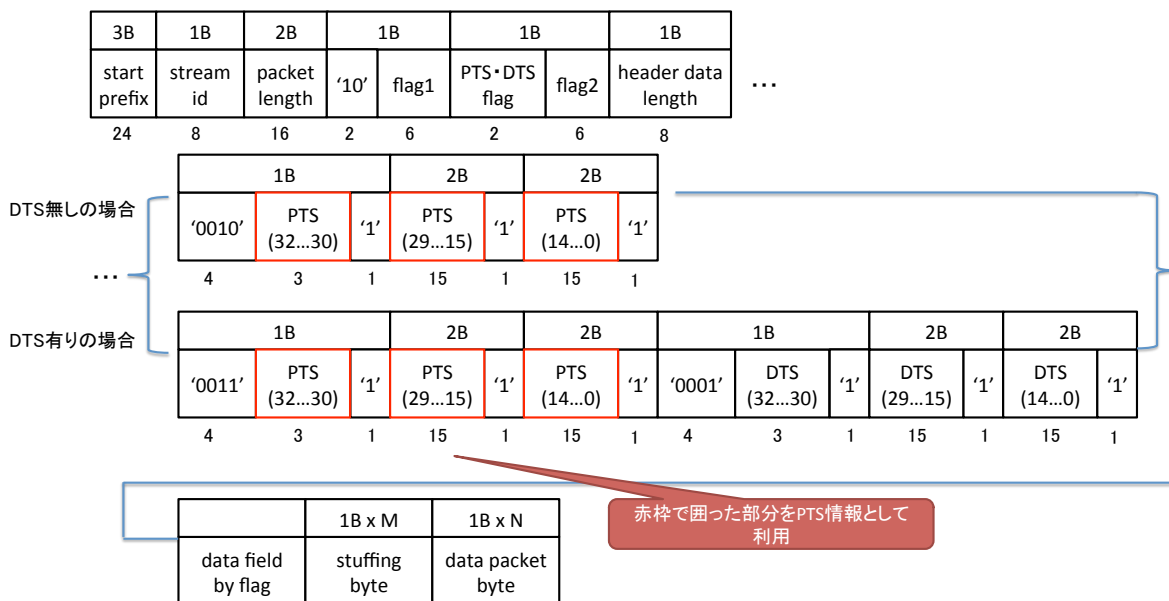 3B 1B 2B 1B 1B 1B
start prefix stream id packet length ‘10’ flag1 PTS・DTS flag flag2 header data length …
24 8 16 2 6 2 6 8
1B 2B 2B
DTS無しの場合
‘0010’ PTS (32...30) ‘1’ PTS (29...15) ‘1’ PTS (14...0) ‘1’
4 3 1 15 1 15 1
…
1B 2B 2B 1B 2B 2B
DTS有りの場合
‘0011’ PTS (32...30) ‘1’ PTS (29...15) ‘1’ PTS (14...0) ‘1’ ‘0001’ DTS (32...30) ‘1’ DTS (29...15) ‘1’ DTS (14...0) ‘1’
4 3 1 15 1 15 1 4 3 1 15 1 15 1
赤枠で囲った部分をPTS情報として
利用
1B x M 1B x N
data field by flag stuffing byte data packet byte